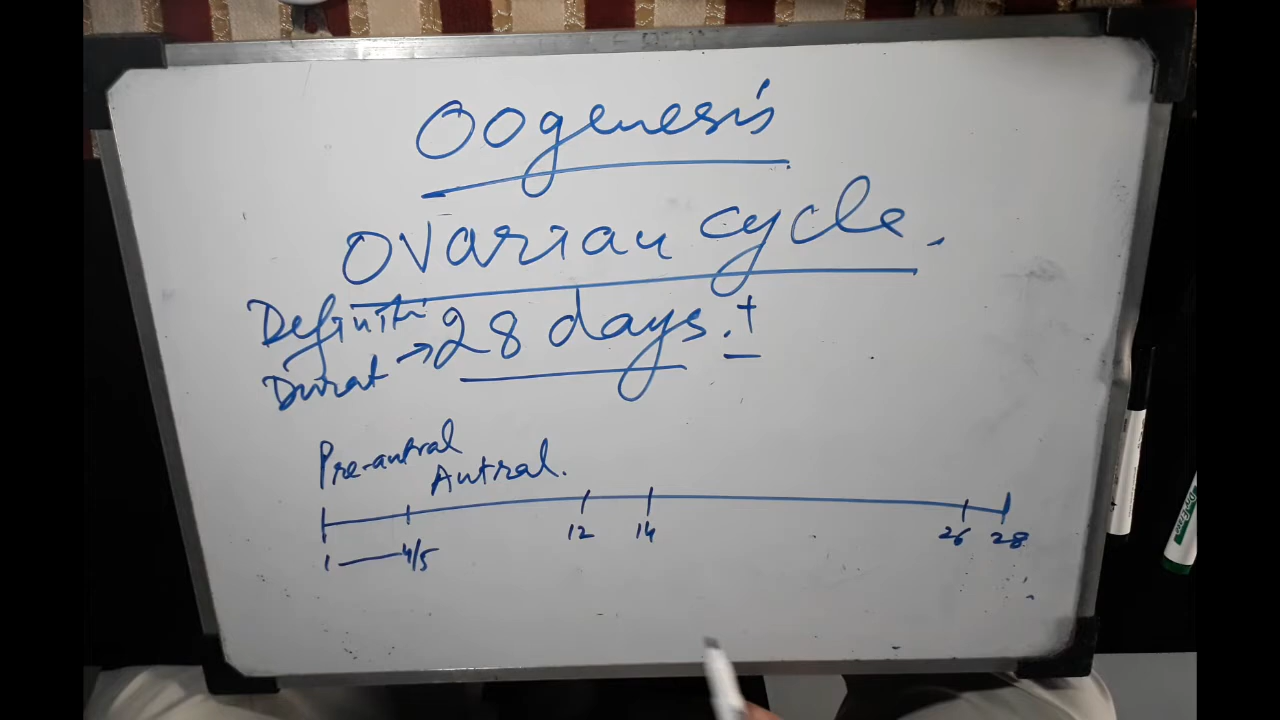 Oogenesis
Ovarian cycle.
Definiti
Durat → 28 days. ±
Pre-antral
Antral.
1 — 4/5 12 14 26 28